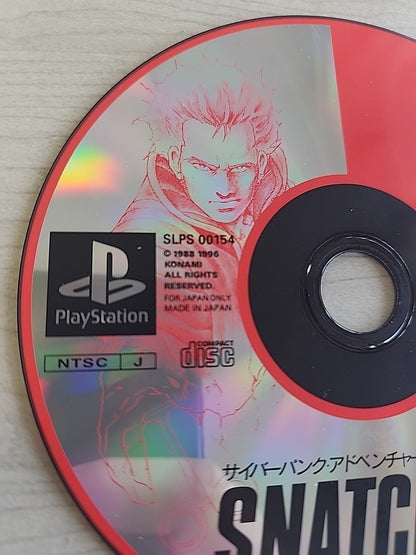 SLPS 00154
© 1988 1996
KONAMI
ALL RIGHTS
RESERVED.
FOR JAPAN ONLY
MADE IN JAPAN
PlayStation
NTSC J
COMPACT
disc
サイバーパンク・アドベンチャー
SNATC